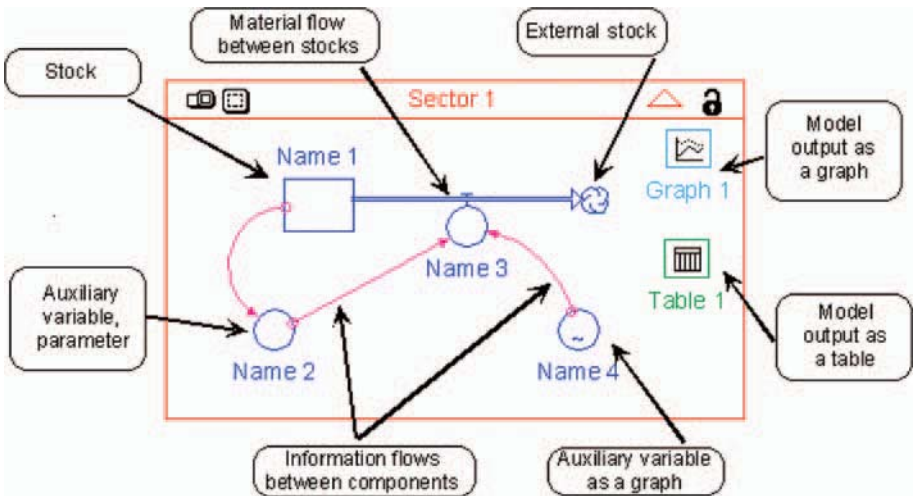 Material flow
between stocks
External stock
Stock
Sector 1
Model
output as
a graph
Name 1
Graph 1
Name 3
Auxiliary
variable,
parameter
Table 1
Model
output as
a table
Name 2
~
Name 4
Information flows
between components
Auxiliary variable
as a graph